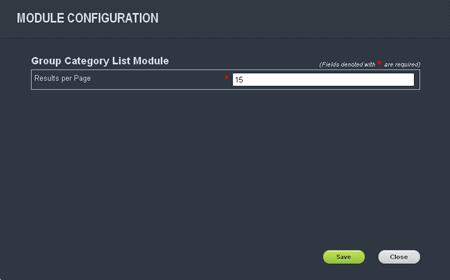 MODULE CONFIGURATION
Group Category List Module
(Fields denoted with * are required)
Results per Page * 15
Save Close